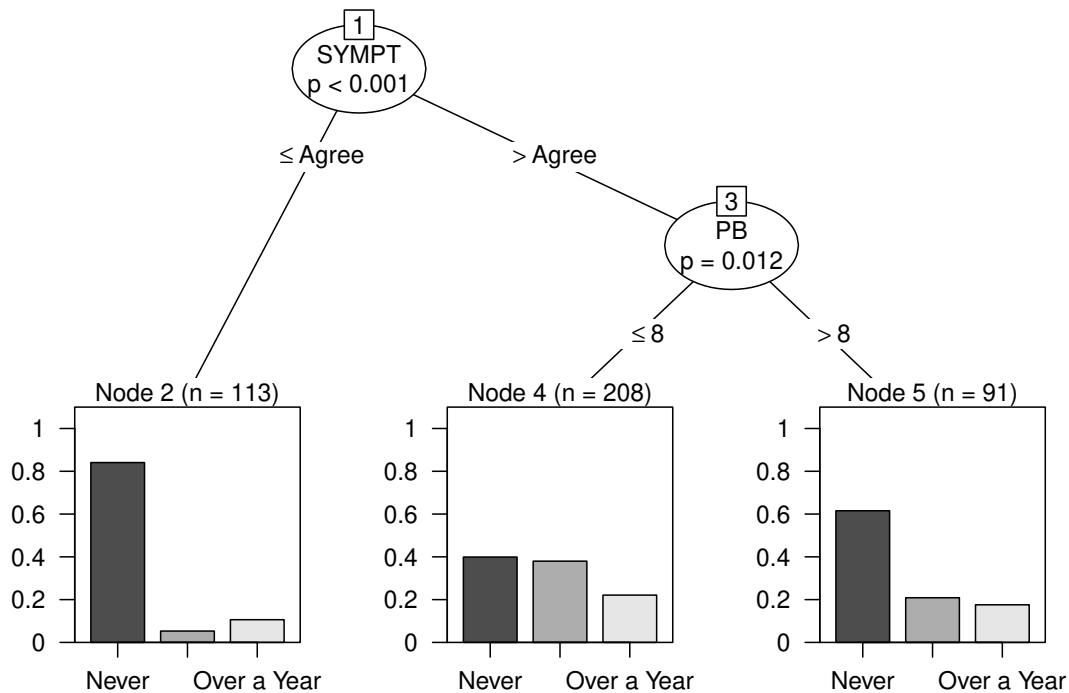 1
SYMPT
p < 0.001
≤ Agree
> Agree
3
PB
p = 0.012
≤ 8
> 8
Node 2 (n = 113)
1
0.8
0.6
0.4
0.2
0
Never
Over a Year
Node 4 (n = 208)
1
0.8
0.6
0.4
0.2
0
Never
Over a Year
Node 5 (n = 91)
1
0.8
0.6
0.4
0.2
0
Never
Over a Year